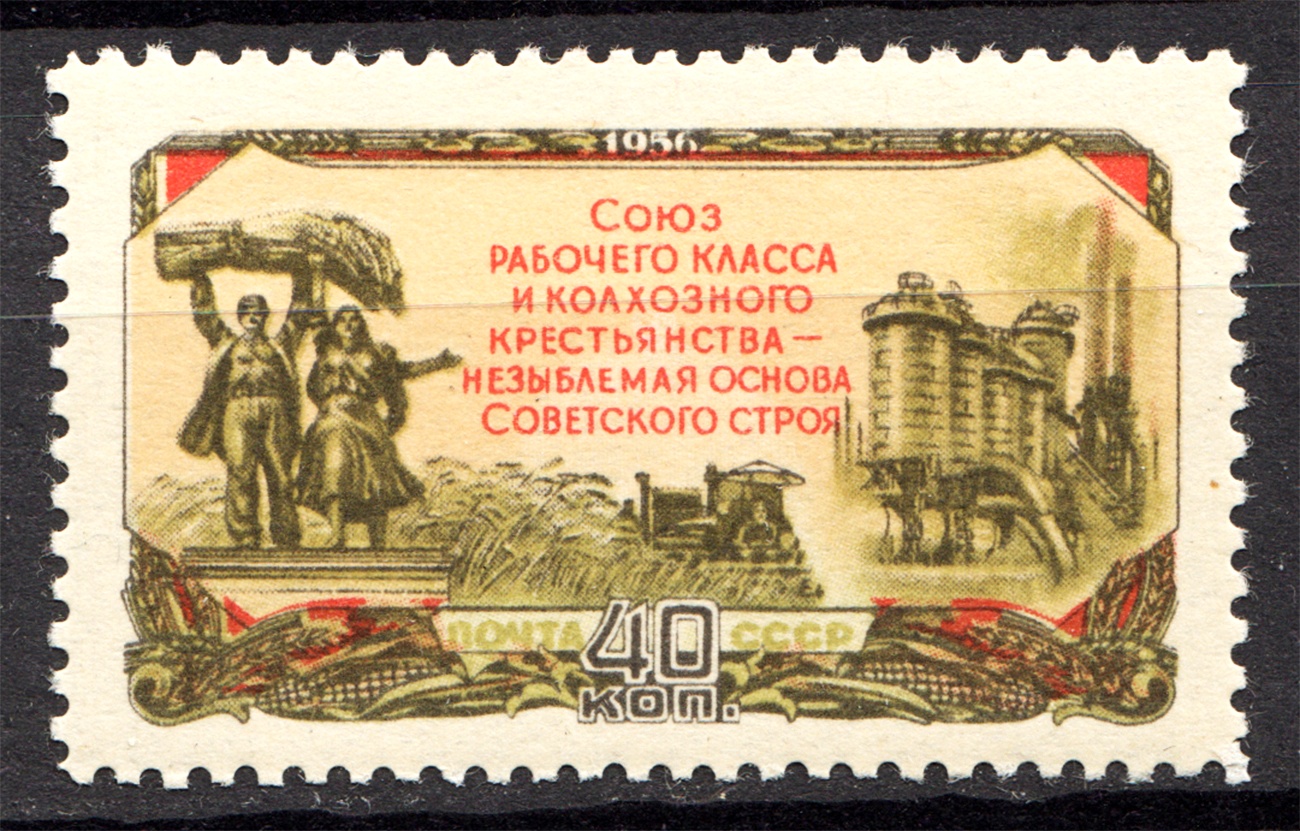 1956
Союз
рабочего класса
и колхозного
крестьянства —
незыблемая основа
Советского строя
ПОЧТА 40 СССР
коп.